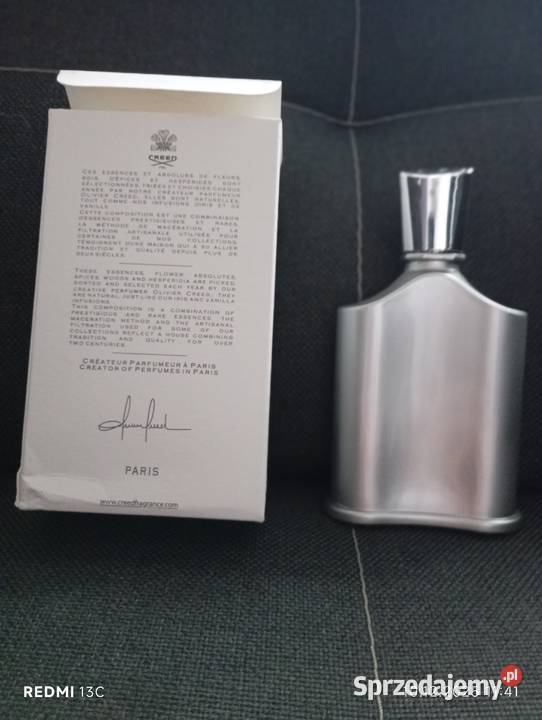 CREED
CES ESSENCES ET ABSOLUES DE FLEURS,
BOIS, D'ÉPICES ET HESPERIDES SONT
SÉLECTIONNÉES, TRIÉES ET CHOISIES CHAQUE
ANNÉE PAR NOTRE CRÉATEUR PARFUMEUR
OLIVIER CREED. ELLES SONT NATURELLES,
TOUT COMME NOS INFUSIONS D'IRIS ET DE
VANILLE.
CETTE COMPOSITION EST UNE COMBINAISON
D'ESSENCES PRESTIGIEUSES ET RARES.
LA MÉTHODE DE MACÉRATION ET LA
FILTRATION ARTISANALE UTILISÉE POUR
CERTAINES DE NOS COLLECTIONS
TÉMOIGNENT D'UNE MAISON QUI A SU ALLIER
TRADITION ET QUALITÉ DEPUIS PLUS DE
DEUX SIÈCLES.
THESE ESSENCES, FLOWER ABSOLUTES,
SPICES, WOODS AND HESPERIDIA ARE PICKED,
SORTED AND SELECTED EACH YEAR BY OUR
CREATIVE PERFUMER OLIVIER CREED. THEY
ARE NATURAL, JUST LIKE OUR IRIS AND VANILLA
INFUSIONS.
THIS COMPOSITION IS A COMBINATION OF
PRESTIGIOUS AND RARE ESSENCES. THE
MACERATION METHOD AND THE ARTISANAL
FILTRATION USED FOR SOME OF OUR
COLLECTIONS REFLECT A HOUSE COMBINING
TRADITION AND QUALITY FOR OVER
TWO CENTURIES.
CRÉATEUR PARFUMEUR À PARIS
CREATOR OF PERFUMES IN PARIS
PARIS
www.creedfragrance.com
REDMI 13C
Sprzedajemy.pl